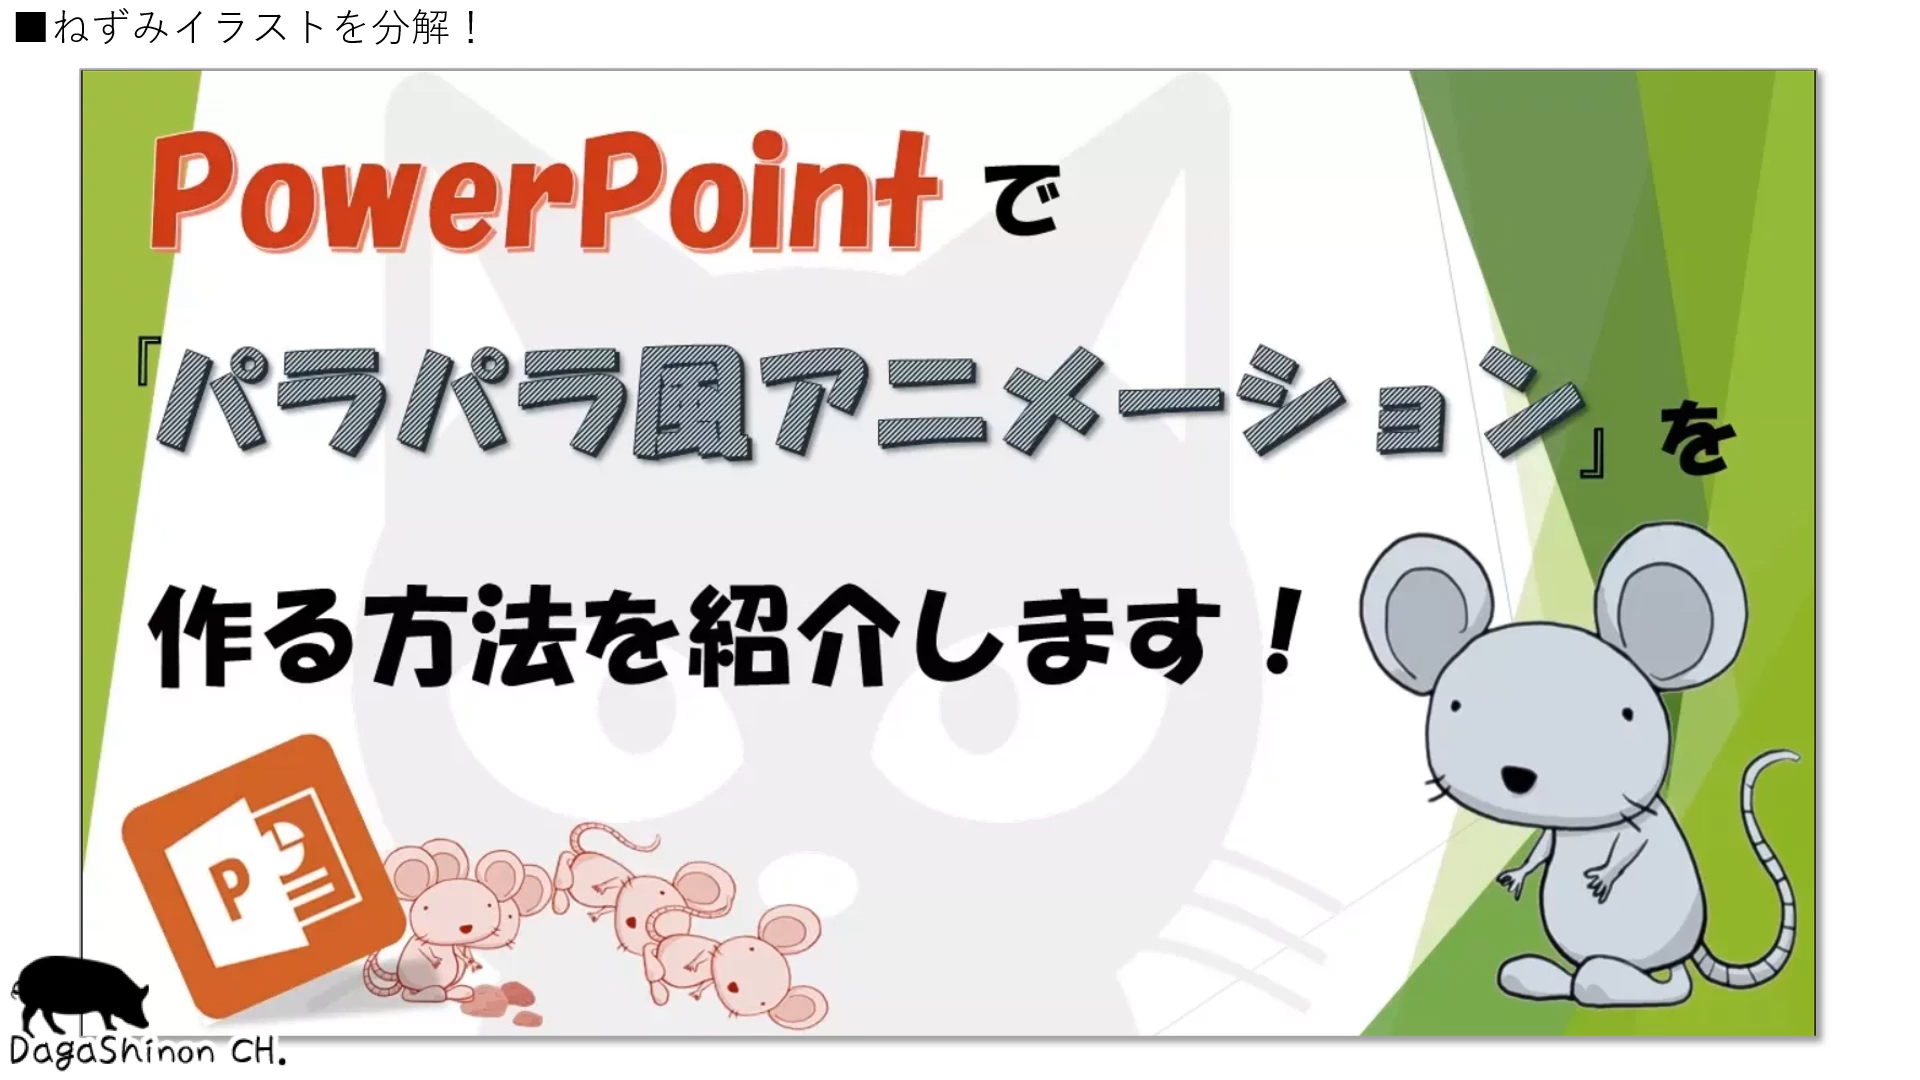 ■ねずみイラストを分解！
PowerPointで
『パラパラ風アニメーション』を
作る方法を紹介します！
P
DagaShinon CH.